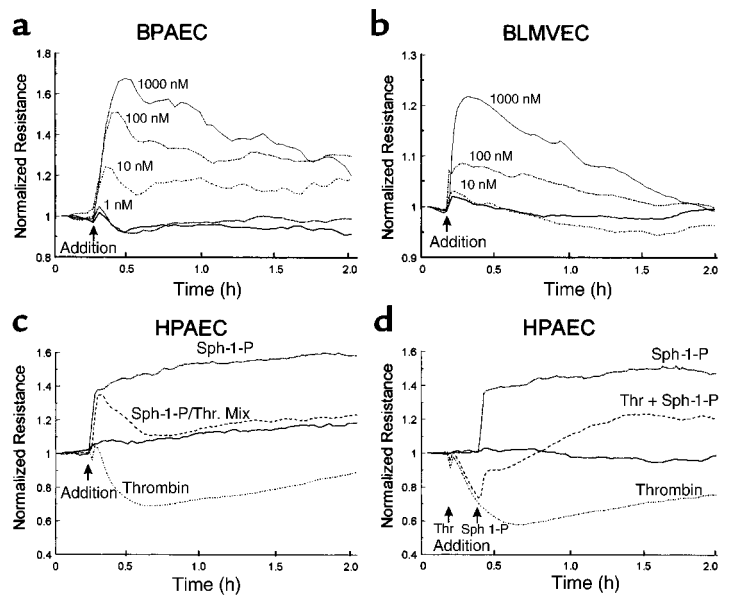 a
BPAEC
Normalized Resistance
1.8
1.6
1.4
1.2
1
0.8
1000 nM
100 nM
10 nM
1 nM
Addition
0
0.5
1.0
1.5
2.0
Time (h)
b
BLMVEC
Normalized Resistance
1.3
1.2
1.1
1.0
0.9
1000 nM
100 nM
10 nM
Addition
0
0.5
1.0
1.5
2.0
Time (h)
c
HPAEC
Normalized Resistance
1.6
1.4
1.2
1.0
0.8
0.6
0.4
Sph-1-P
Sph-1-P/Thr. Mix
Addition
Thrombin
0
0.5
1.0
1.5
2.0
Time (h)
d
HPAEC
Normalized Resistance
1.6
1.4
1.2
1.0
0.8
0.6
0.4
Sph-1-P
Thr + Sph-1-P
Thrombin
Thr Sph 1-P
Addition
0
0.5
1.0
1.5
2.0
Time (h)